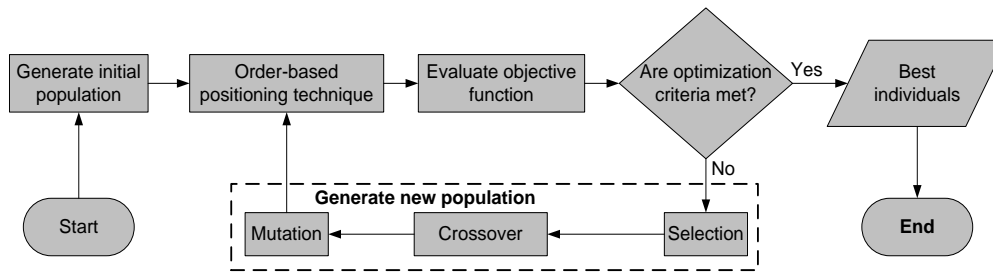 Generate initial
population
Order-based
positioning technique
Evaluate objective
function
Are optimization
criteria met?
Yes
Best
individuals
No
Generate new population
Start
Mutation
Crossover
Selection
End